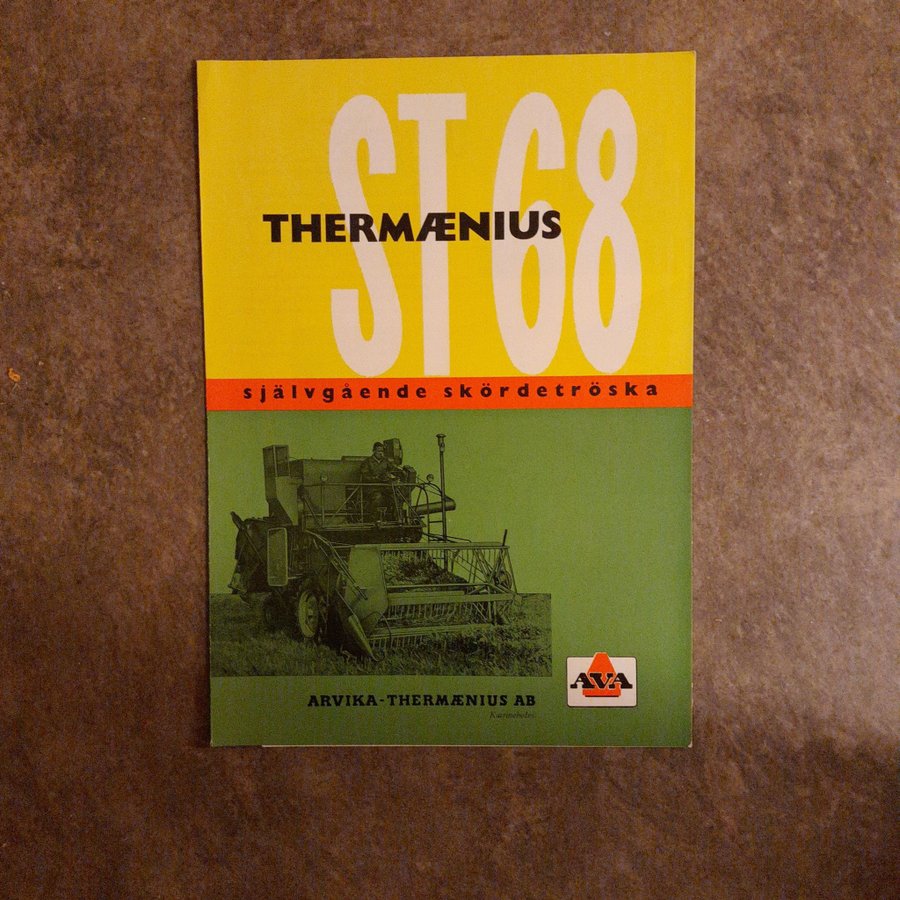 ST 68
THERMÆNIUS
självgående skördetröska
ARVIKA-THERMÆNIUS AB
AVA